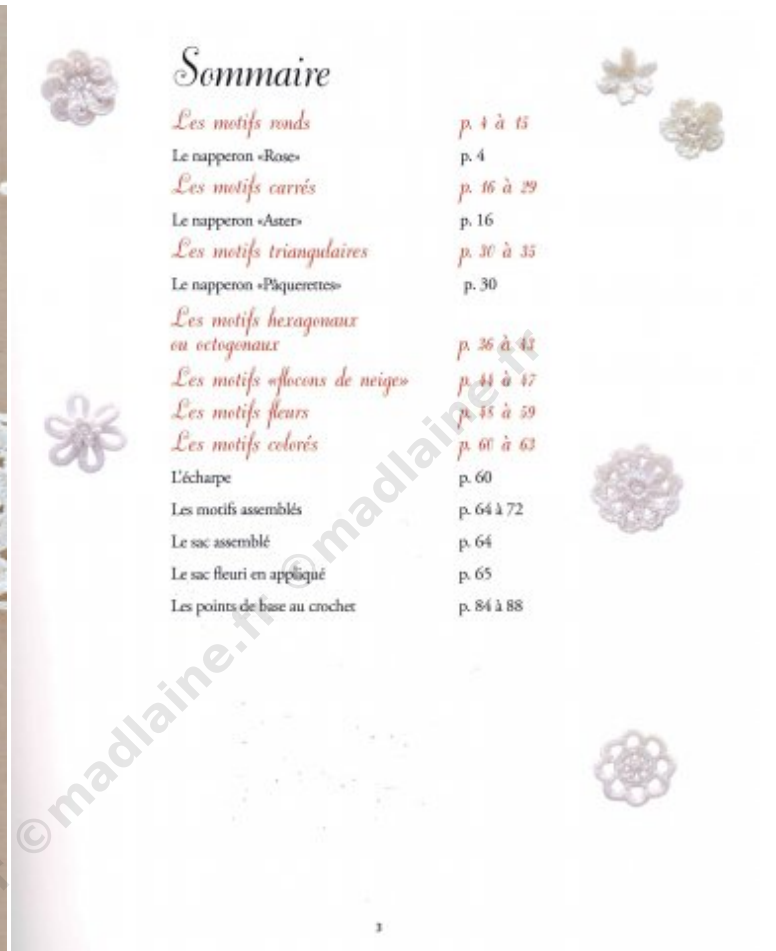 Sommaire
Les motifs ronds p. 4 à 15
Le napperon «Rose» p. 4
Les motifs carrés p. 16 à 29
Le napperon «Aster» p. 16
Les motifs triangulaires p. 30 à 35
Le napperon «Pâquerettes» p. 30
Les motifs hexagonaux
ou octogonaux p. 36 à 43
Les motifs «flocons de neige» p. 44 à 47
Les motifs fleurs p. 48 à 59
Les motifs colorés p. 60 à 63
L'écharpe p. 60
Les motifs assemblés p. 64 à 72
Le sac assemblé p. 64
Le sac fleuri en appliqué p. 65
Les points de base au crochet p. 84 à 88
© madlaine.fr ©madlaine.fr
3